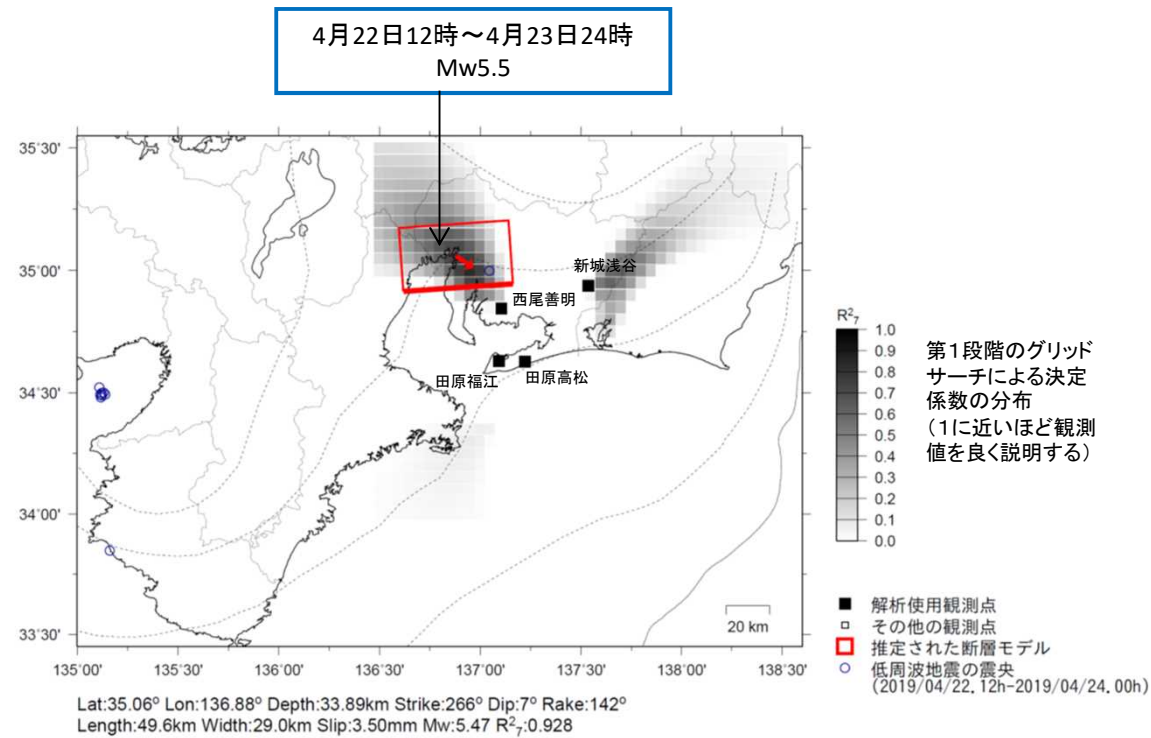 4月22日12時～4月23日24時
Mw5.5
35°30'
35°00'
34°30'
34°00'
33°30'
135°00'
135°30'
136°00'
136°30'
137°00'
137°30'
138°00'
138°30'
新城浅谷
西尾善明
田原福江
田原高松
20 km
R²₇
1.0
0.9
0.8
0.7
0.6
0.5
0.4
0.3
0.2
0.1
0.0
第１段階のグリッド
サーチによる決定
係数の分布
（１に近いほど観測
値を良く説明する）
解析使用観測点
その他の観測点
推定された断層モデル
低周波地震の震央
(2019/04/22.12h-2019/04/24.00h)
Lat:35.06° Lon:136.88° Depth:33.89km Strike:266° Dip:7° Rake:142°
Length:49.6km Width:29.0km Slip:3.50mm Mw:5.47 R²₇:0.928